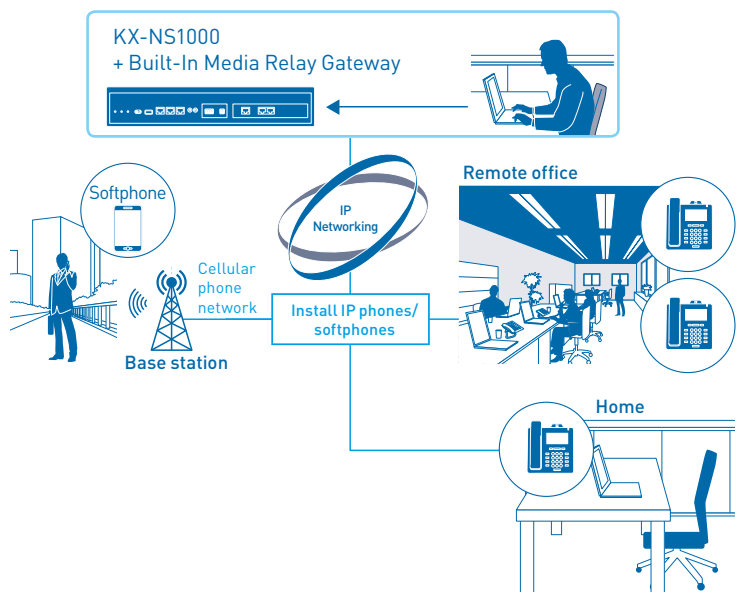 KX-NS1000
+ Built-In Media Relay Gateway
Softphone
IP
Networking
Remote office
Cellular
phone
network
Install IP phones/
softphones
Base station
Home